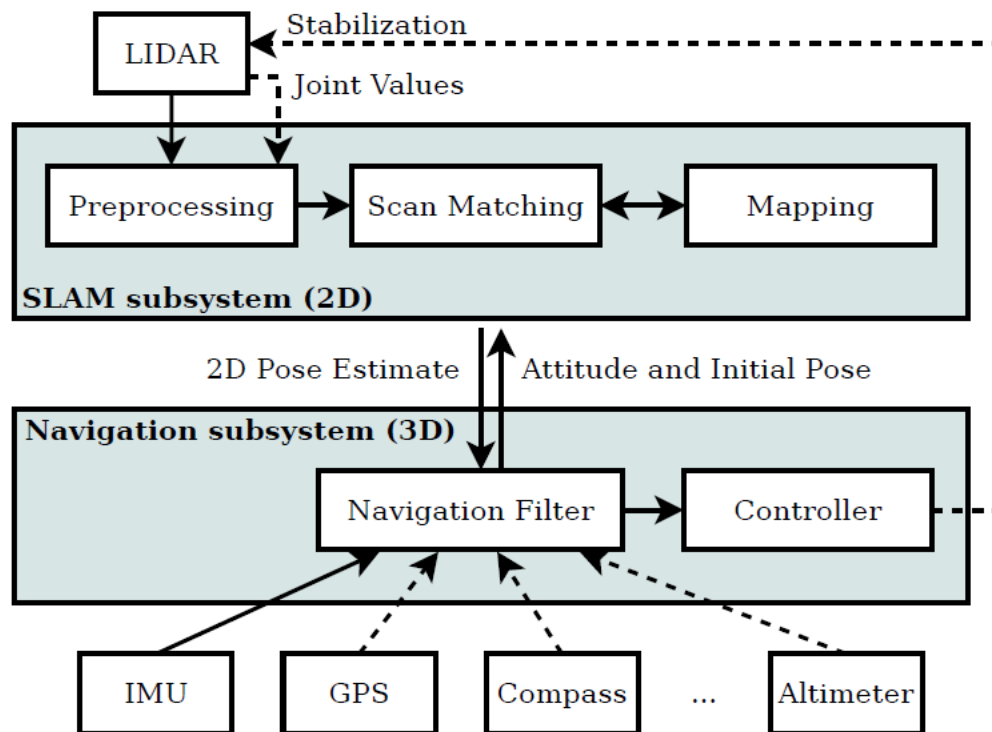 Stabilization
LIDAR
Joint Values
Preprocessing
Scan Matching
Mapping
SLAM subsystem (2D)
2D Pose Estimate
Attitude and Initial Pose
Navigation subsystem (3D)
Navigation Filter
Controller
IMU
GPS
Compass
...
Altimeter